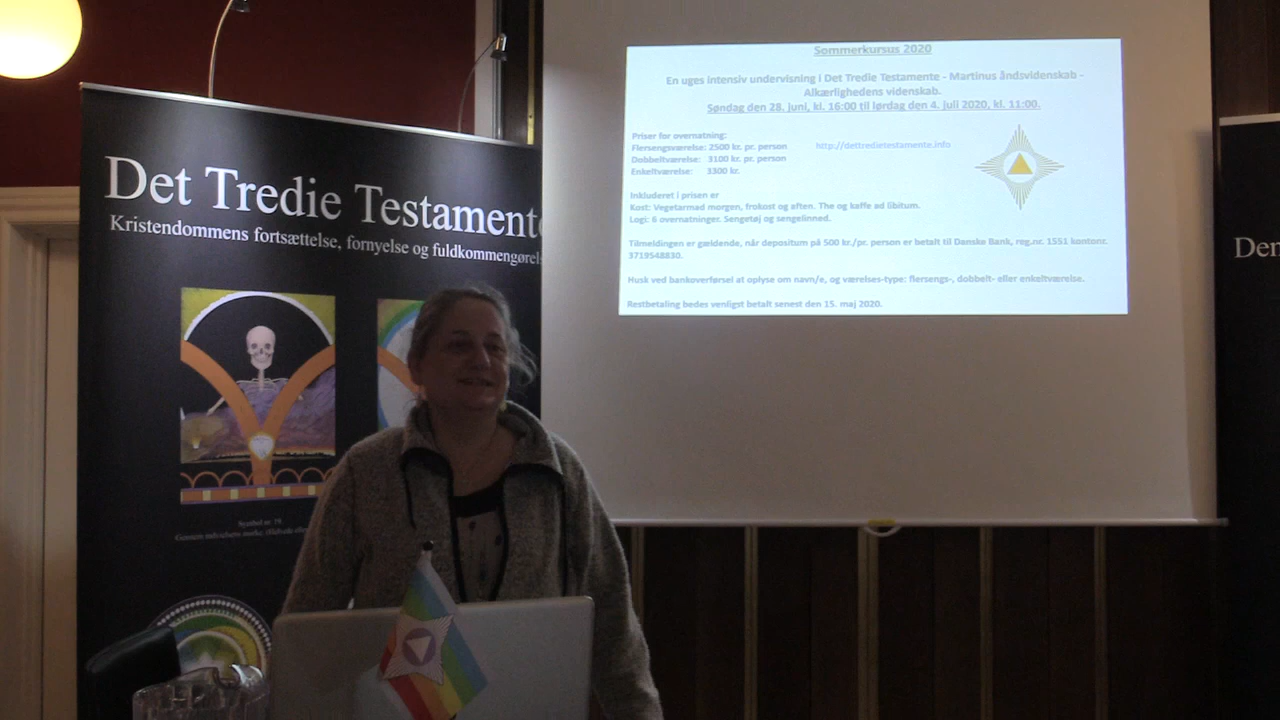 Det Tredie Testamente
Kristendommens fortsættelse, fornyelse og fuldkommengørel
Symbol nr. 19
Sommerkursus 2020
En uges intensiv undervisning i Det Tredie Testamente - Martinus åndsvidenskab -
Alkærlighedens videnskab.
Søndag den 28. juni, kl. 16:00 til lørdag den 4. juli 2020, kl. 11:00.
Priser for overnatning:
Flersengsværelse: 2500 kr. pr. person http://dettredietestamente.info
Dobbeltværelse: 3100 kr. pr. person
Enkeltværelse: 3300 kr.
Inkluderet i prisen er
Kost: Vegetarmad morgen, frokost og aften. The og kaffe ad libitum.
Logi: 6 overnatninger. Sengetøj og sengelinned.
Tilmeldingen er gældende, når depositum på 500 kr./pr. person er betalt til Danske Bank, reg.nr. 1551 kontonr.
3719548830.
Husk ved bankoverførsel at oplyse om navn/e, og værelses-type: flersengs-, dobbelt- eller enkeltværelse.
Restbetaling bedes venligst betalt senest den 15. maj 2020.
Den